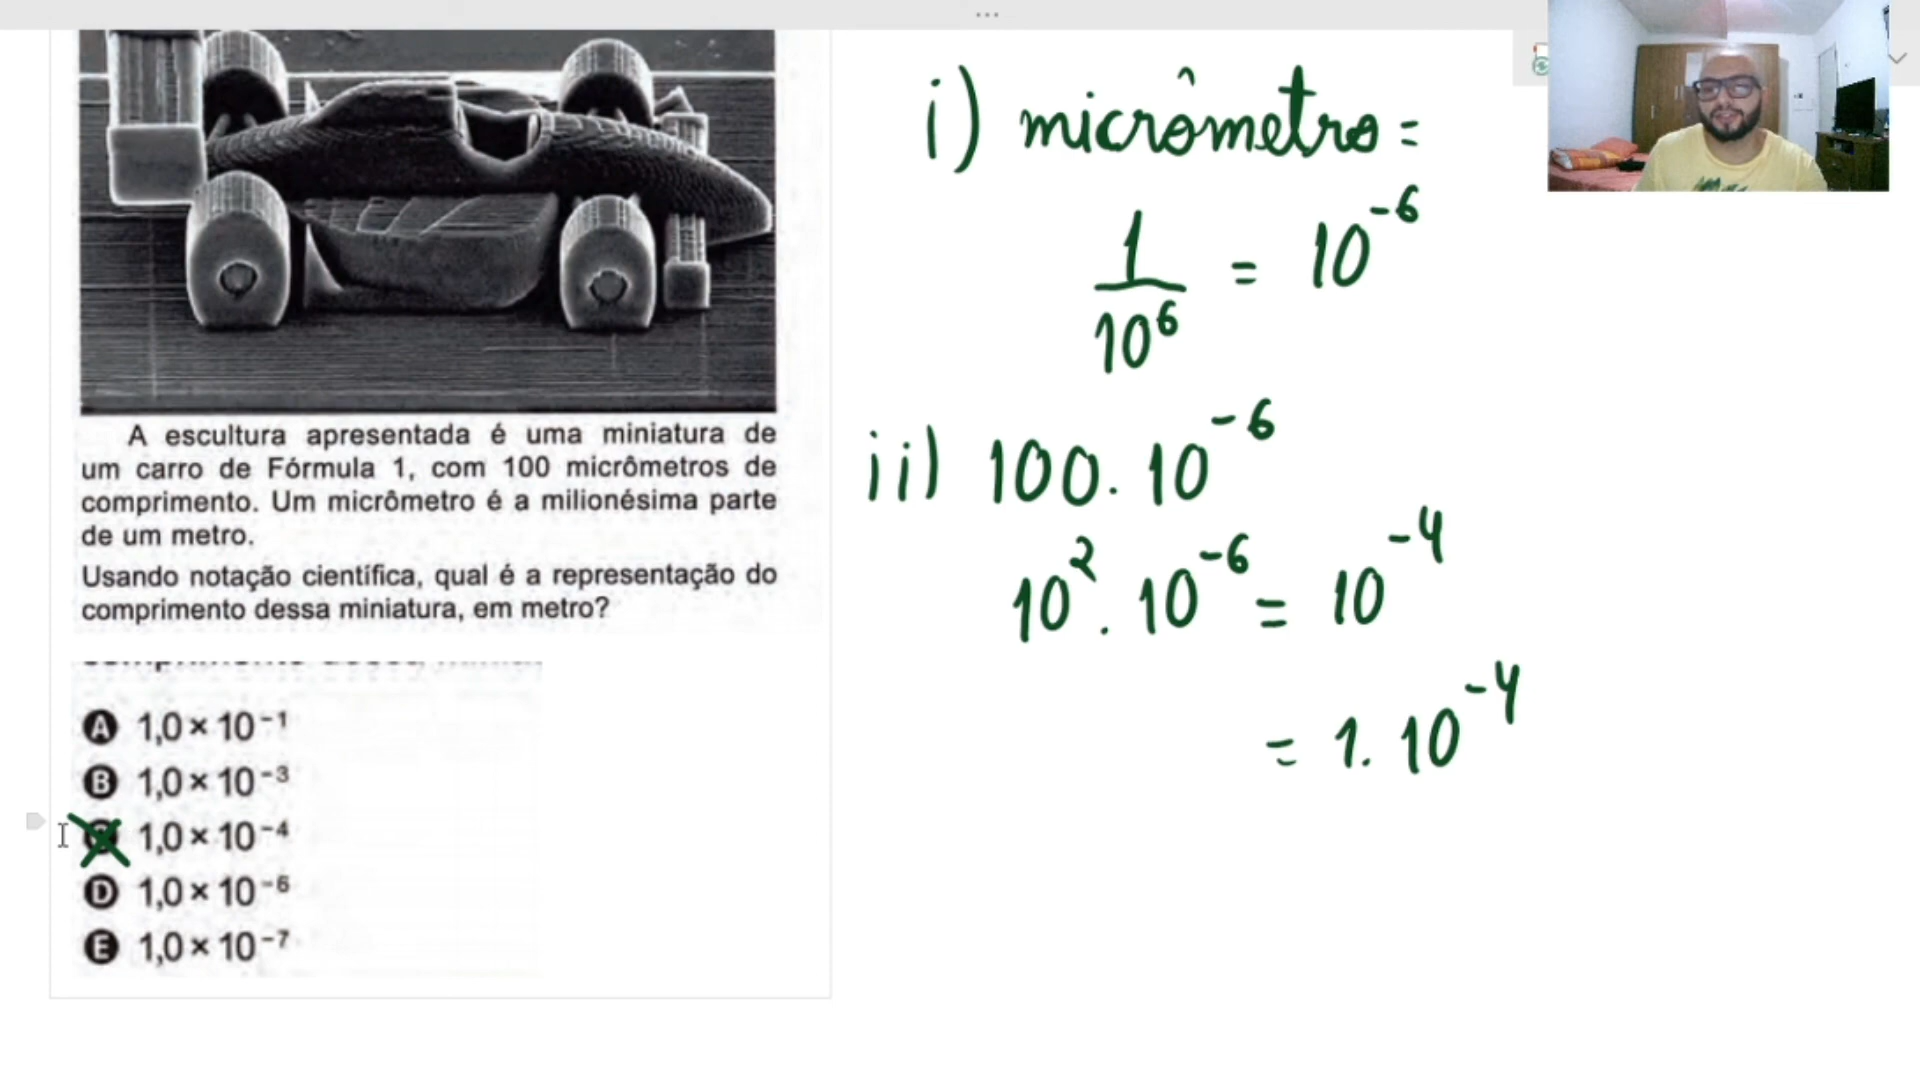 A escultura apresentada é uma miniatura de
um carro de Fórmula 1, com 100 micrômetros de
comprimento. Um micrômetro é a milionésima parte
de um metro.
Usando notação científica, qual é a representação do
comprimento dessa miniatura, em metro?
A 1,0 × 10⁻¹
B 1,0 × 10⁻³
1,0 × 10⁻⁴
D 1,0 × 10⁻⁶
E 1,0 × 10⁻⁷
i) micrômetro =
1/10⁶ = 10⁻⁶
ii) 100 . 10⁻⁶
10² . 10⁻⁶ = 10⁻⁴
= 1 . 10⁻⁴